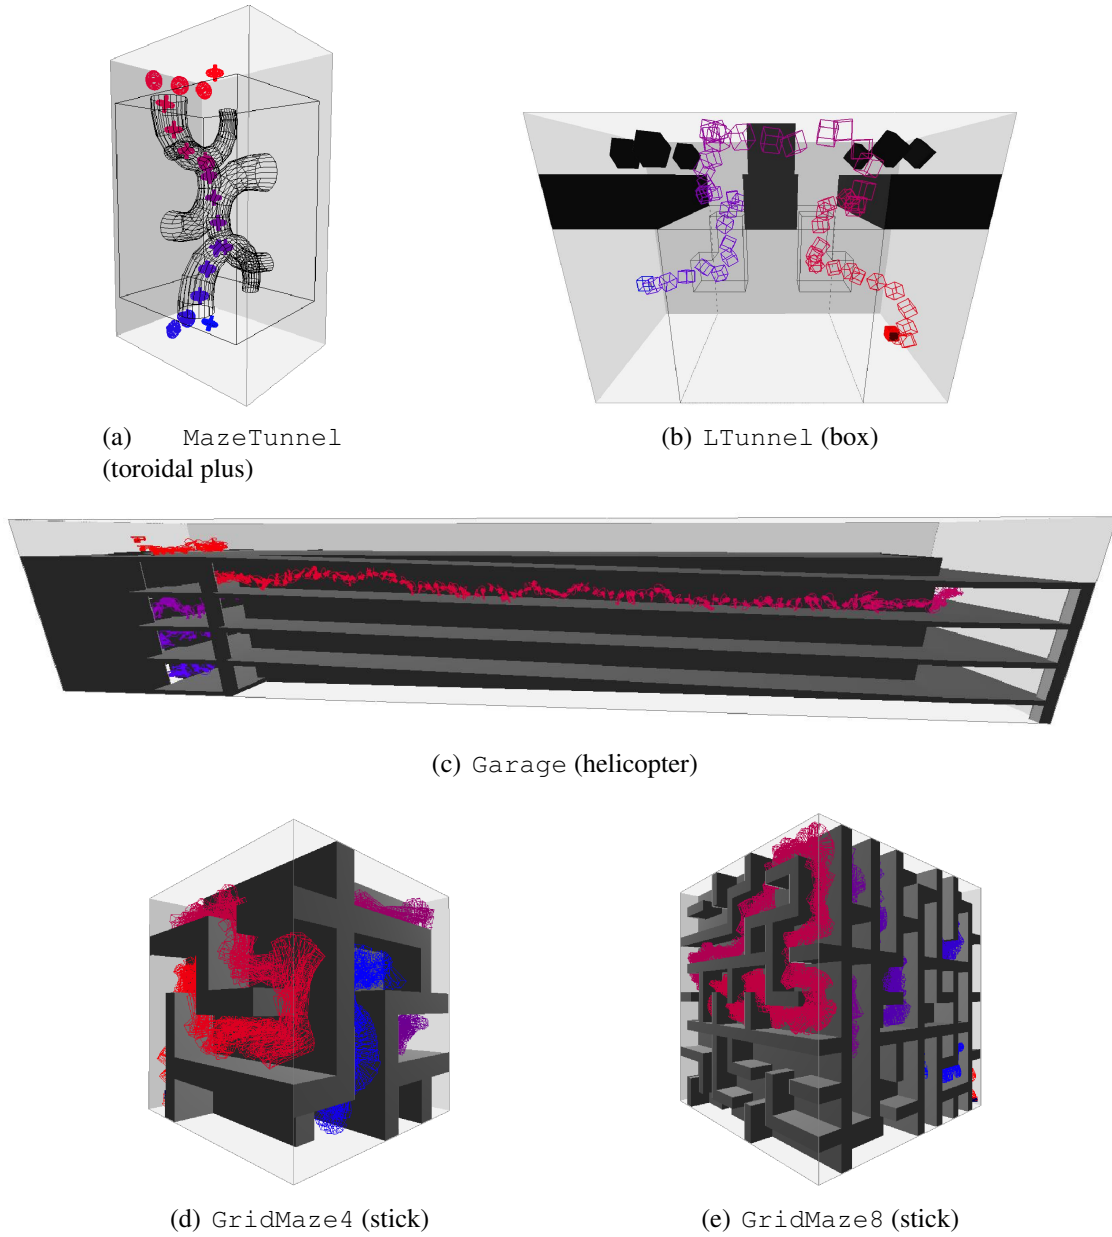 (a) MazeTunnel
(toroidal plus)
(b) LTunnel (box)
(c) Garage (helicopter)
(d) GridMaze4 (stick)
(e) GridMaze8 (stick)